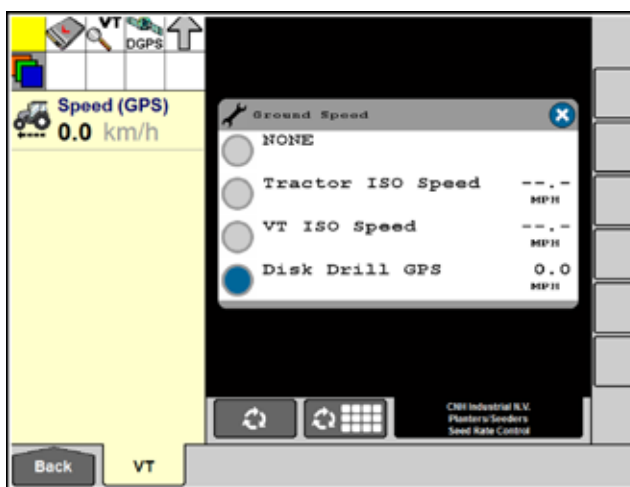 VT
DGPS
Speed (GPS)
0.0 km/h
Ground Speed
NONE
Tractor ISO Speed --.-
MPH
VT ISO Speed --.-
MPH
Disk Drill GPS 0.0
MPH
CNH Industrial N.V.
Planters/Seeders
Seed Rate Control
Back VT